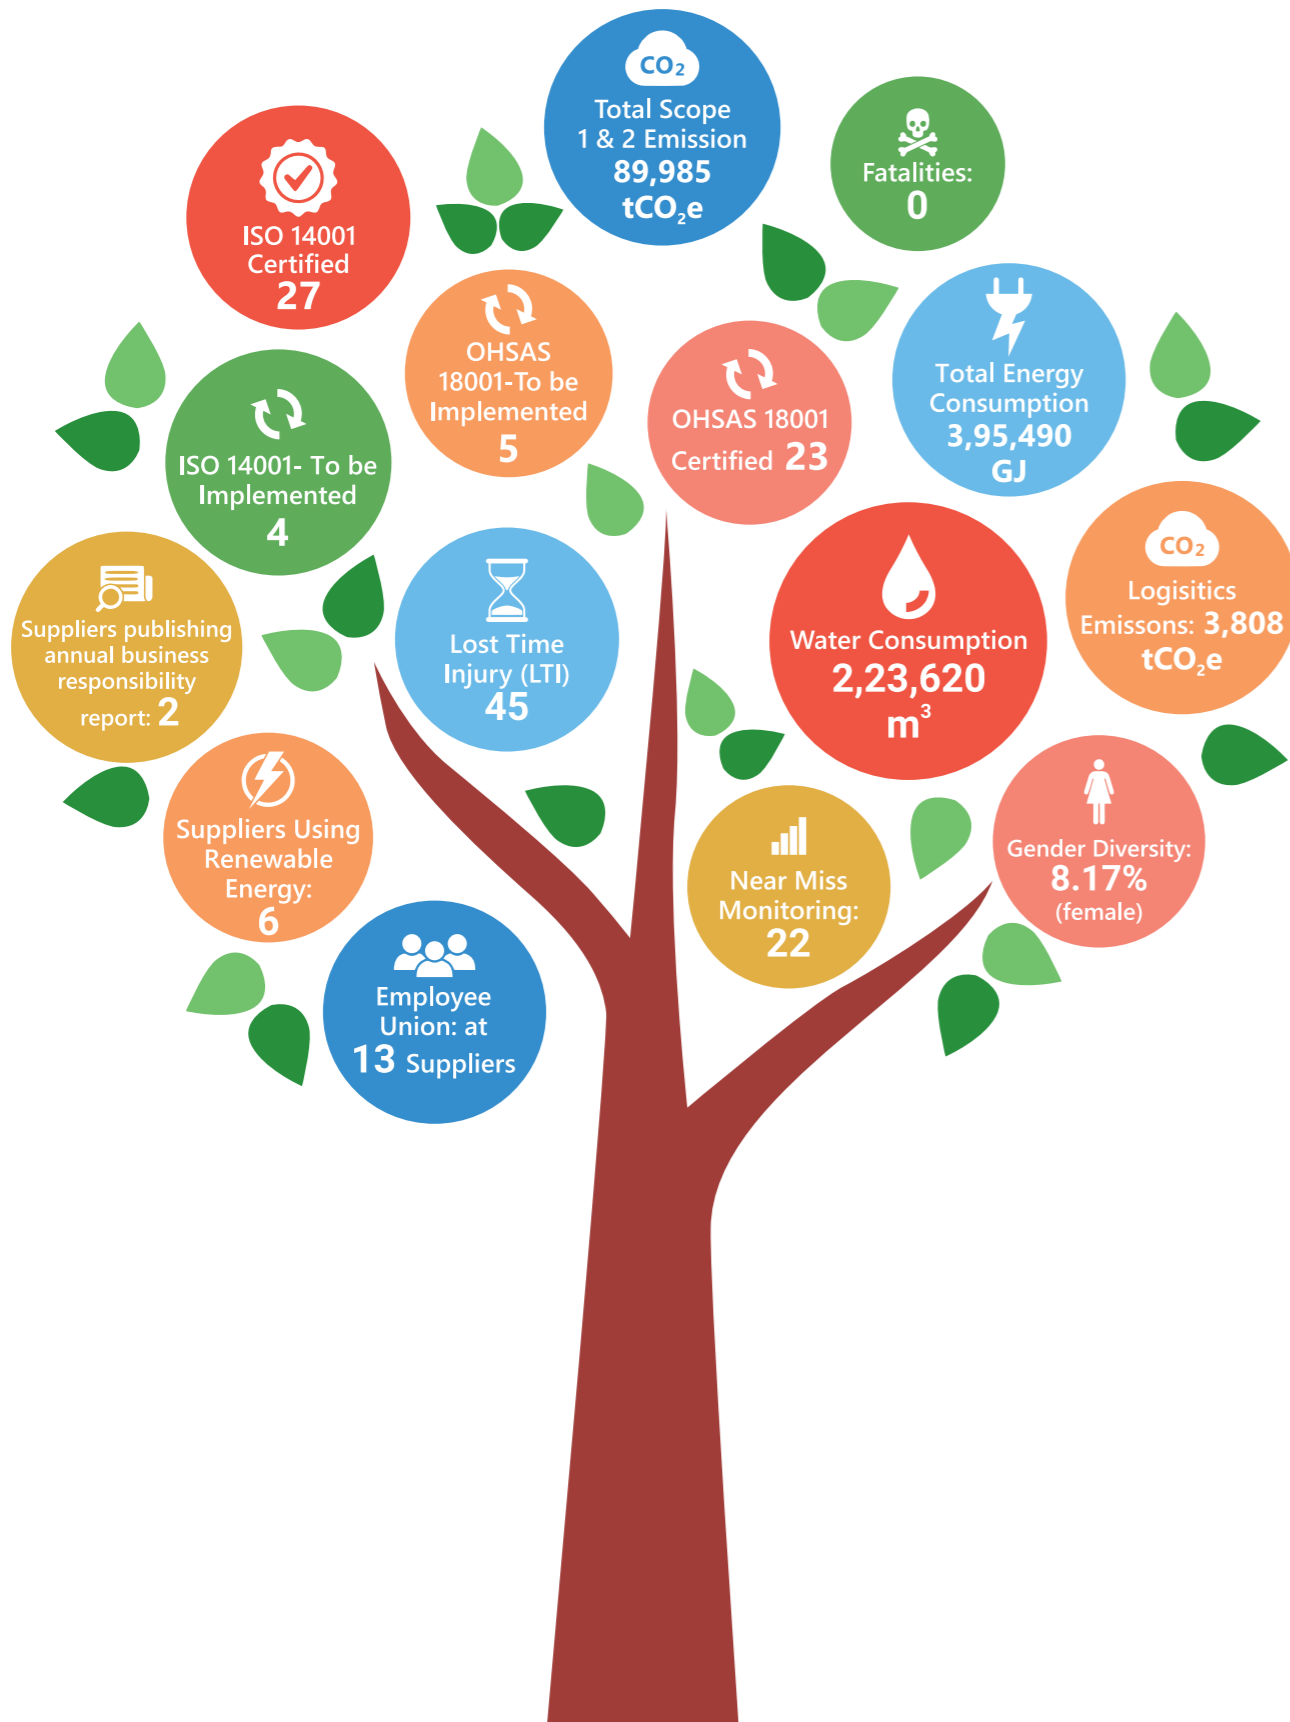 CO2
Total Scope
1 & 2 Emission
89,985
tCO2e
Fatalities:
0
ISO 14001
Certified
27
OHSAS
18001-To be
Implemented
5
OHSAS 18001
Certified 23
Total Energy
Consumption
3,95,490
GJ
ISO 14001- To be
Implemented
4
CO2
Logisitics
Emissons: 3,808
tCO2e
Suppliers publishing
annual business
responsibility
report: 2
Lost Time
Injury (LTI)
45
Water Consumption
2,23,620
m³
Suppliers Using
Renewable
Energy:
6
Near Miss
Monitoring:
22
Gender Diversity:
8.17%
(female)
Employee
Union: at
13 Suppliers